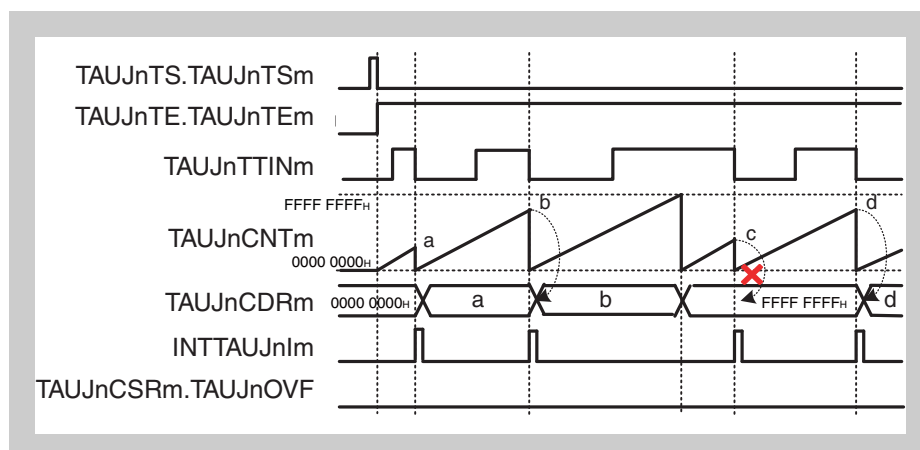 TAUJnTS.TAUJnTSm
TAUJnTE.TAUJnTEm
TAUJnTTINm
FFFF FFFFH
b
d
TAUJnCNTm
a
c
0000 0000H
TAUJnCDRm
0000 0000H
a
b
FFFF FFFFH
d
INTTAUJnIm
TAUJnCSRm.TAUJnOVF